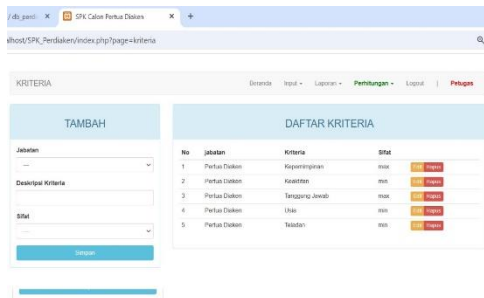 SPK Calon Pertua Diaken
lhost/SPK_Perdiaken/index.php?page=kriteria
KRITERIA
Beranda Input Laporan Perhitungan Logout | Petugas
TAMBAH
Jabatan
---
Deskripsi Kriteria
Sifat
---
Simpan
DAFTAR KRITERIA
No jabatan Kriteria Sifat
1 Pertua Diaken Kepemimpinan max Edit Hapus
2 Pertua Diaken Keaktifan min Edit Hapus
3 Pertua Diaken Tanggung Jawab max Edit Hapus
4 Pertua Diaken Usia min Edit Hapus
5 Pertua Diaken Teladan min Edit Hapus